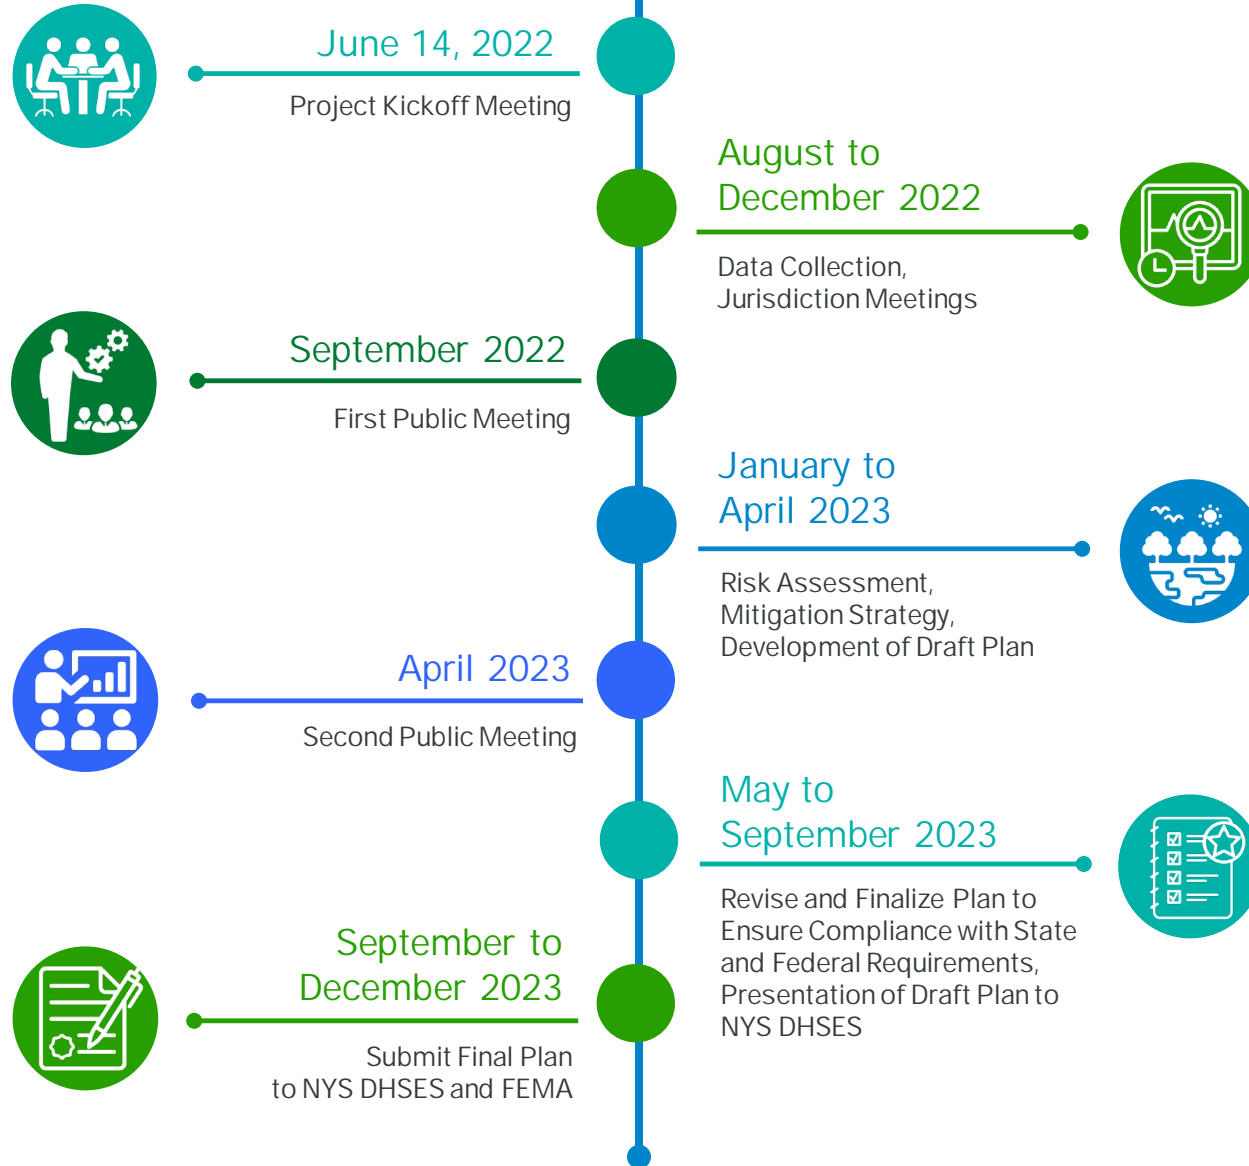 June 14, 2022
Project Kickoff Meeting
August to
December 2022
Data Collection,
Jurisdiction Meetings
September 2022
First Public Meeting
January to
April 2023
Risk Assessment,
Mitigation Strategy,
Development of Draft Plan
April 2023
Second Public Meeting
May to
September 2023
Revise and Finalize Plan to
Ensure Compliance with State
and Federal Requirements,
Presentation of Draft Plan to
NYS DHSES
September to
December 2023
Submit Final Plan
to NYS DHSES and FEMA